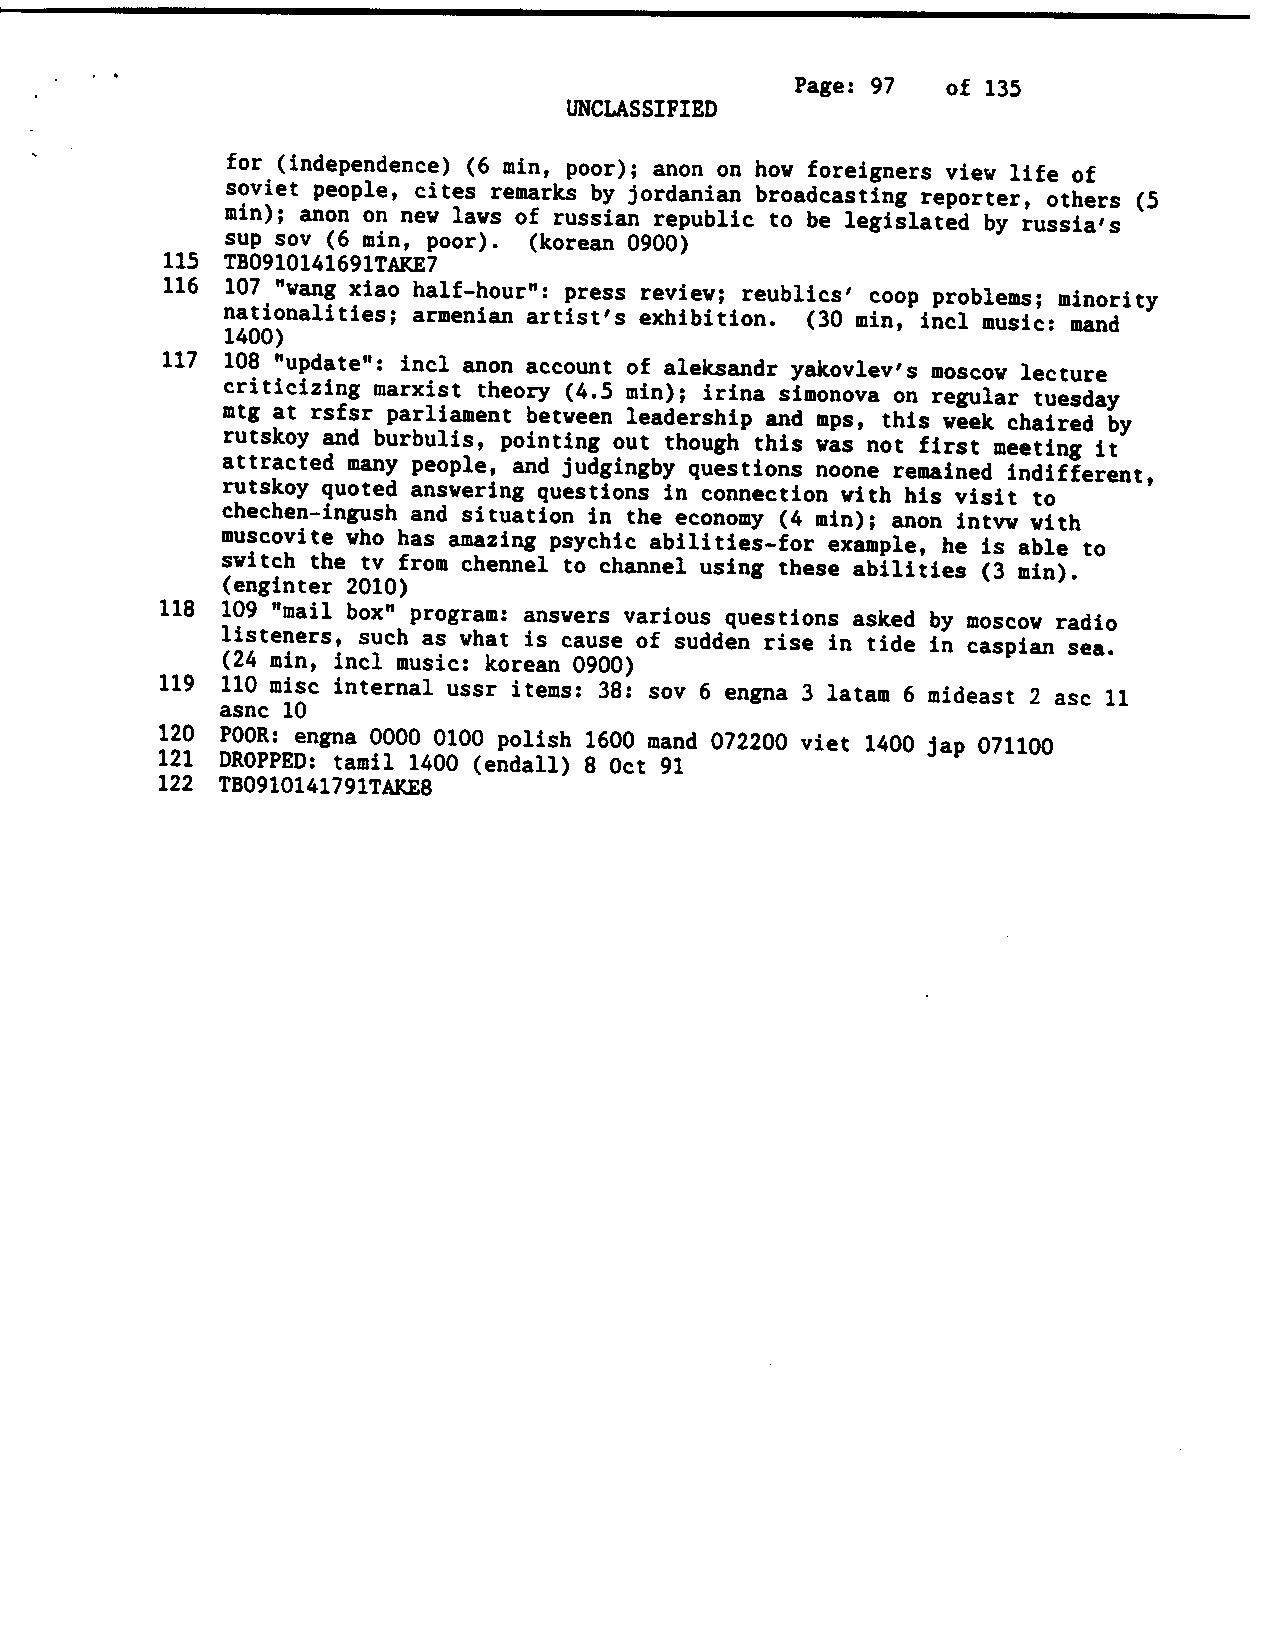 Page: 97 of 135
UNCLASSIFIED
for (independence) (6 min, poor); anon on how foreigners view life of
soviet people, cites remarks by jordanian broadcasting reporter, others (5
min); anon on new laws of russian republic to be legislated by russia's
sup sov (6 min, poor). (korean 0900)
115 TB0910141691TAKE7
116 107 "wang xiao half-hour": press review; reublics' coop problems; minority
nationalities; armenian artist's exhibition. (30 min, incl music: mand
1400)
117 108 "update": incl anon account of aleksandr yakovlev's moscow lecture
criticizing marxist theory (4.5 min); irina simonova on regular tuesday
mtg at rsfsr parliament between leadership and mps, this week chaired by
rutskoy and burbulis, pointing out though this was not first meeting it
attracted many people, and judgingby questions noone remained indifferent,
rutskoy quoted answering questions in connection with his visit to
chechen-ingush and situation in the economy (4 min); anon intvw with
muscovite who has amazing psychic abilities-for example, he is able to
switch the tv from chennel to channel using these abilities (3 min).
(enginter 2010)
118 109 "mail box" program: answers various questions asked by moscow radio
listeners, such as what is cause of sudden rise in tide in caspian sea.
(24 min, incl music: korean 0900)
119 110 misc internal ussr items: 38: sov 6 engna 3 latam 6 mideast 2 asc 11
asnc 10
120 POOR: engna 0000 0100 polish 1600 mand 072200 viet 1400 jap 071100
121 DROPPED: tamil 1400 (endall) 8 Oct 91
122 TB0910141791TAKE8